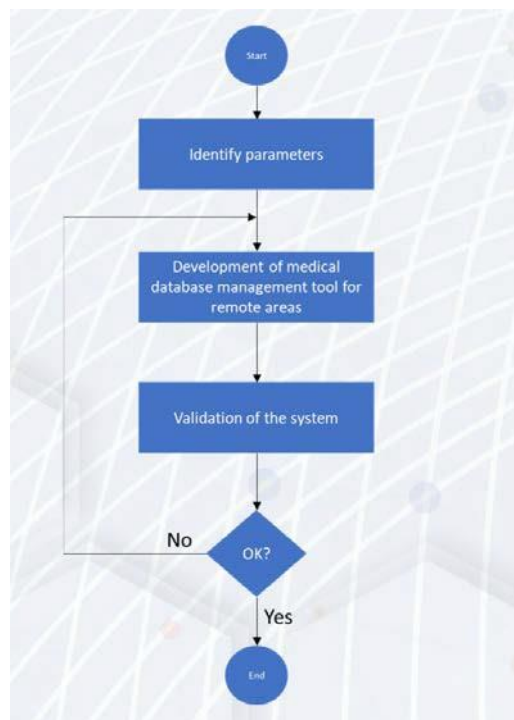 Start
Identify parameters
Development of medical
database management tool for
remote areas
Validation of the system
OK?
No
Yes
End